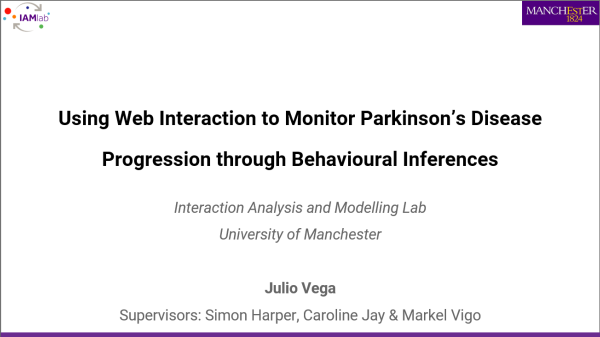 IAMlab
MANCHESTER
1824
Using Web Interaction to Monitor Parkinson’s Disease
Progression through Behavioural Inferences
Interaction Analysis and Modelling Lab
University of Manchester
Julio Vega
Supervisors: Simon Harper, Caroline Jay & Markel Vigo